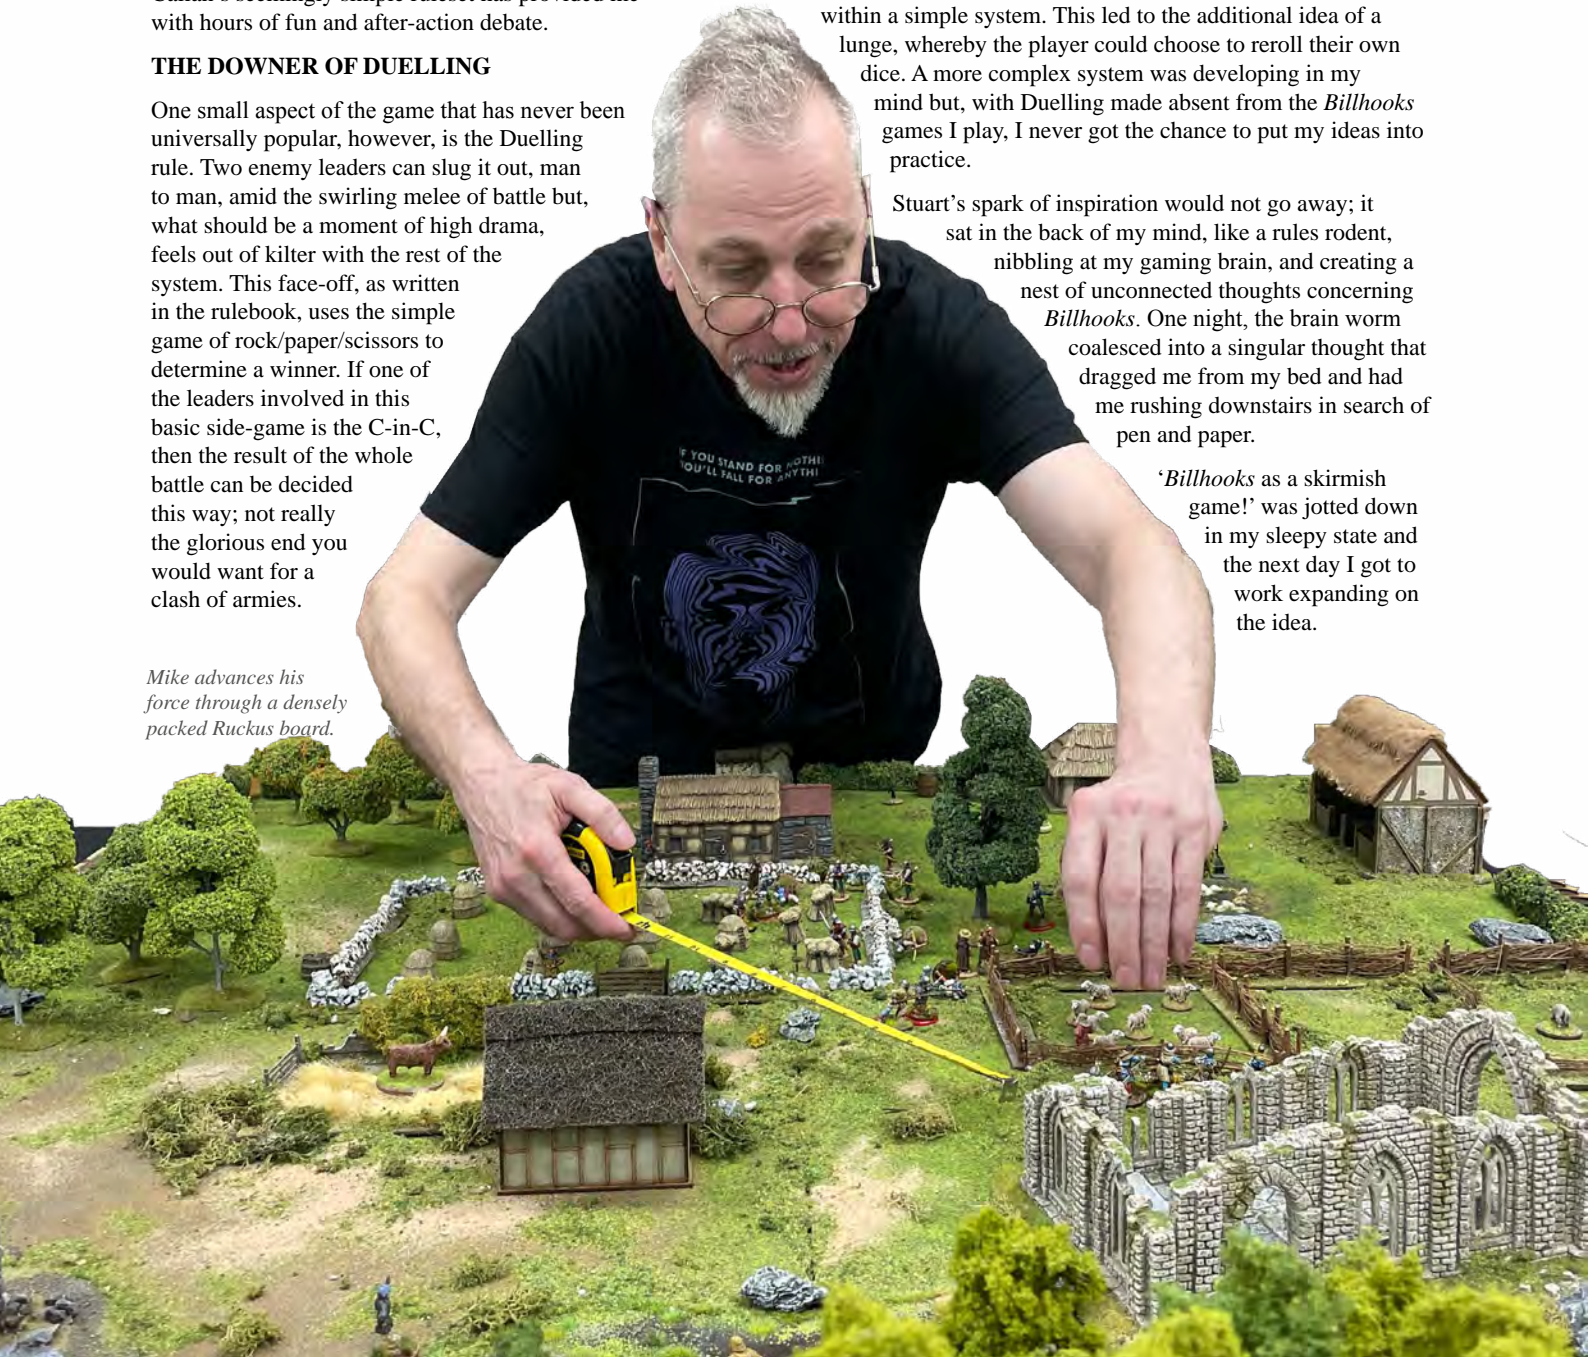 with hours of fun and after-action debate.
THE DOWNER OF DUELLING
One small aspect of the game that has never been
universally popular, however, is the Duelling
rule. Two enemy leaders can slug it out, man
to man, amid the swirling melee of battle but,
what should be a moment of high drama,
feels out of kilter with the rest of the
system. This face-off, as written
in the rulebook, uses the simple
game of rock/paper/scissors to
determine a winner. If one of
the leaders involved in this
basic side-game is the C-in-C,
then the result of the whole
battle can be decided
this way; not really
the glorious end you
would want for a
clash of armies.
Mike advances his
force through a densely
packed Ruckus board.
within a simple system. This led to the additional idea of a
lunge, whereby the player could choose to reroll their own
dice. A more complex system was developing in my
mind but, with Duelling made absent from the Billhooks
games I play, I never got the chance to put my ideas into
practice.
Stuart’s spark of inspiration would not go away; it
sat in the back of my mind, like a rules rodent,
nibbling at my gaming brain, and creating a
nest of unconnected thoughts concerning
Billhooks. One night, the brain worm
coalesced into a singular thought that
dragged me from my bed and had
me rushing downstairs in search of
pen and paper.
‘Billhooks as a skirmish
game!’ was jotted down
in my sleepy state and
the next day I got to
work expanding on
the idea.
IF YOU STAND FOR NOTHI
YOU'LL FALL FOR ANYTHI